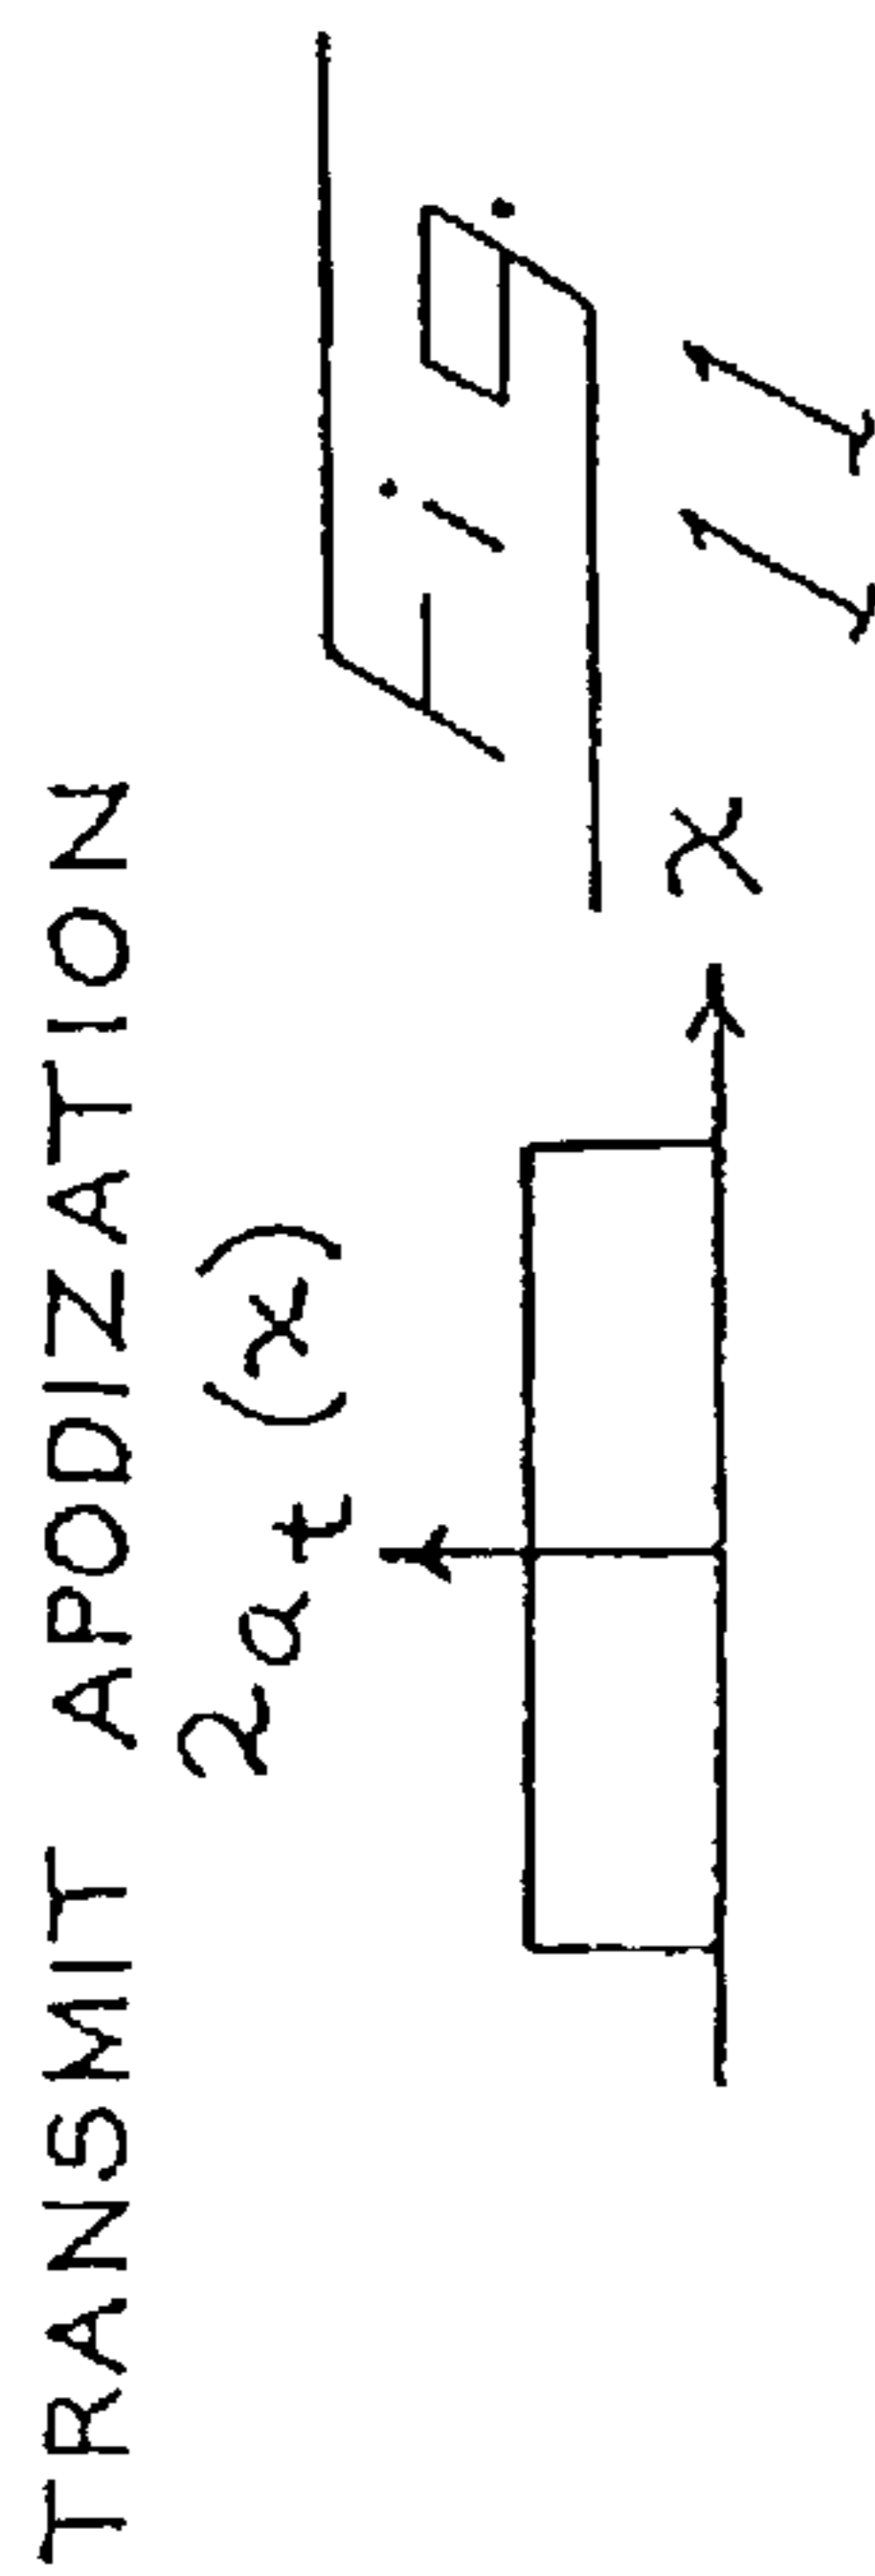 TRANSMIT APODIZATION
2at(x)
x
Fig. 11